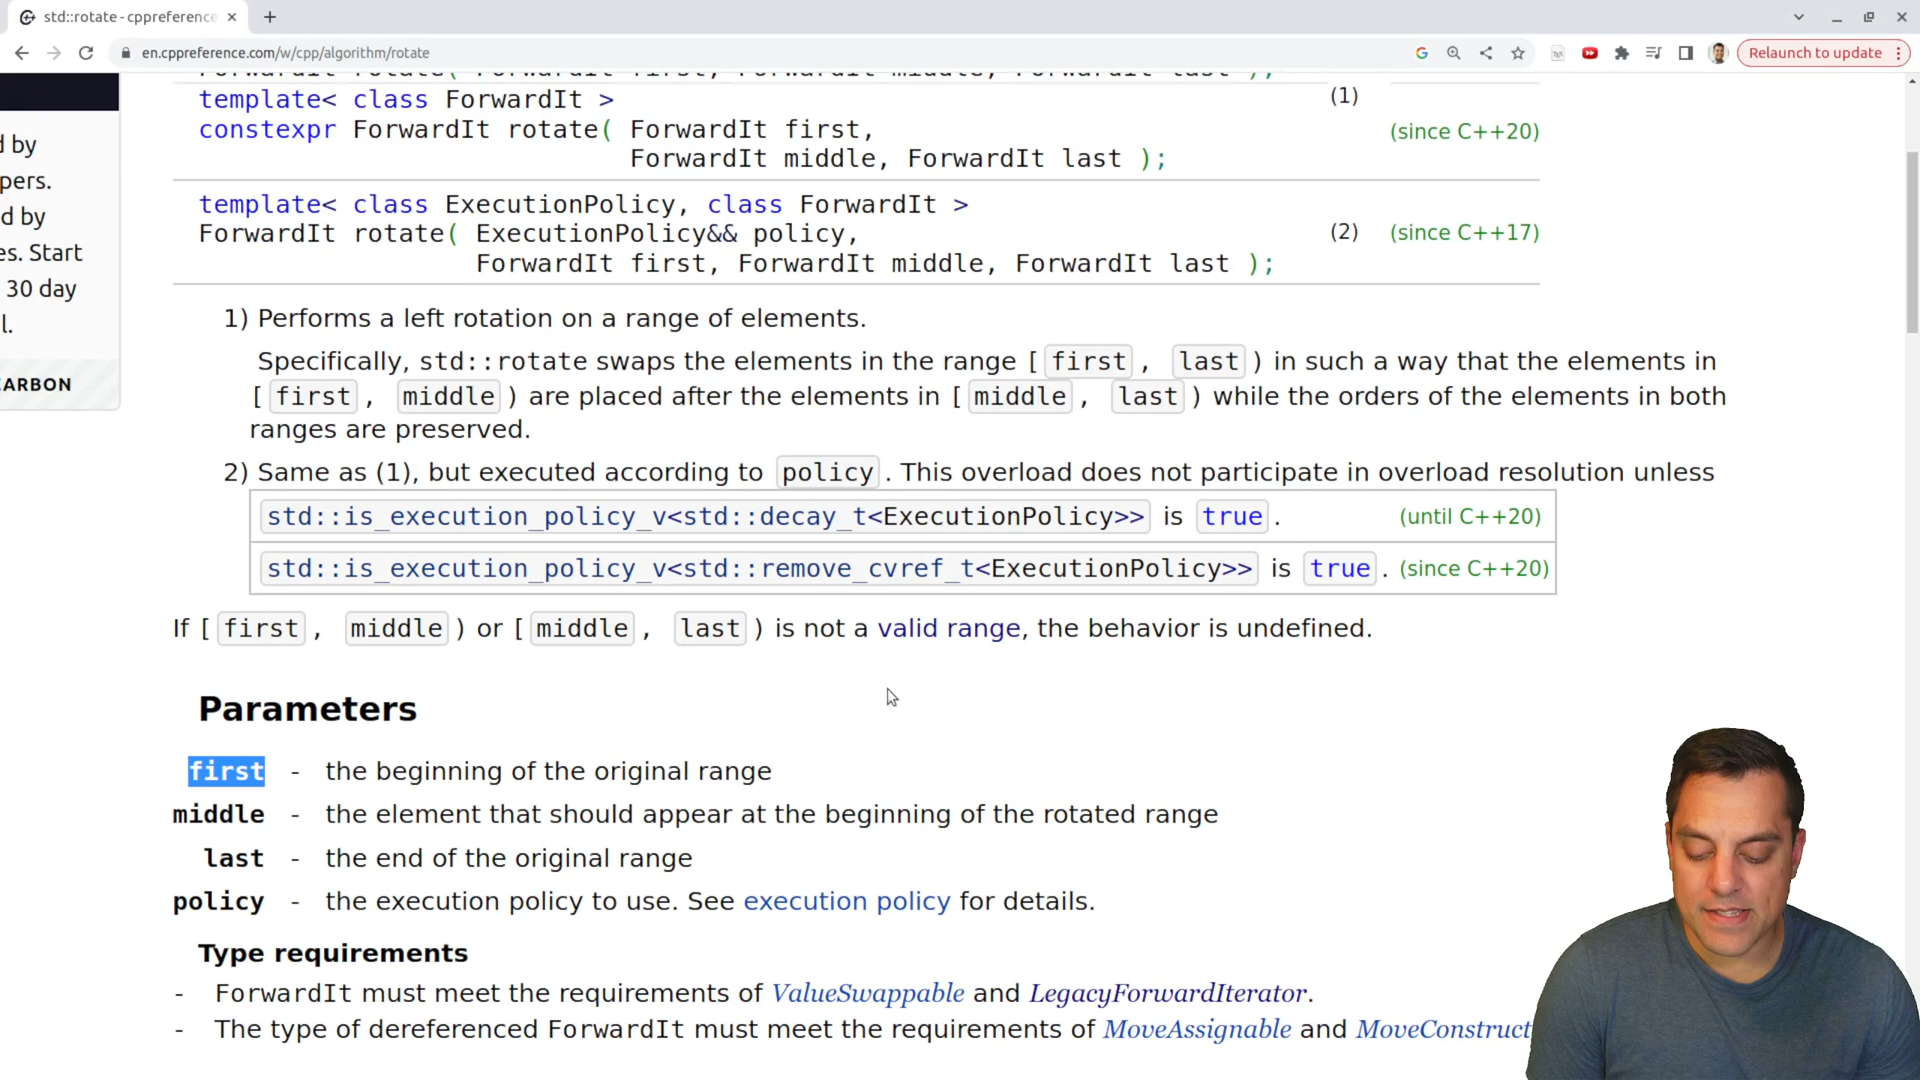 std::rotate - cppreference
en.cppreference.com/w/cpp/algorithm/rotate
Relaunch to update
ForwardIt rotate( ForwardIt first, ForwardIt middle, ForwardIt last );
template< class ForwardIt > (1)
constexpr ForwardIt rotate( ForwardIt first, (since C++20)
ForwardIt middle, ForwardIt last );
template< class ExecutionPolicy, class ForwardIt >
ForwardIt rotate( ExecutionPolicy&& policy, (2) (since C++17)
ForwardIt first, ForwardIt middle, ForwardIt last );
d by
pers.
d by
es. Start
30 day
l.
CARBON
1) Performs a left rotation on a range of elements.
Specifically, std::rotate swaps the elements in the range [ first, last ) in such a way that the elements in
[ first, middle ) are placed after the elements in [ middle, last ) while the orders of the elements in both
ranges are preserved.
2) Same as (1), but executed according to policy. This overload does not participate in overload resolution unless
std::is_execution_policy_v<std::decay_t<ExecutionPolicy>> is true. (until C++20)
std::is_execution_policy_v<std::remove_cvref_t<ExecutionPolicy>> is true. (since C++20)
If [ first, middle ) or [ middle, last ) is not a valid range, the behavior is undefined.
Parameters
first - the beginning of the original range
middle - the element that should appear at the beginning of the rotated range
last - the end of the original range
policy - the execution policy to use. See execution policy for details.
Type requirements
- ForwardIt must meet the requirements of ValueSwappable and LegacyForwardIterator.
- The type of dereferenced ForwardIt must meet the requirements of MoveAssignable and MoveConstruct